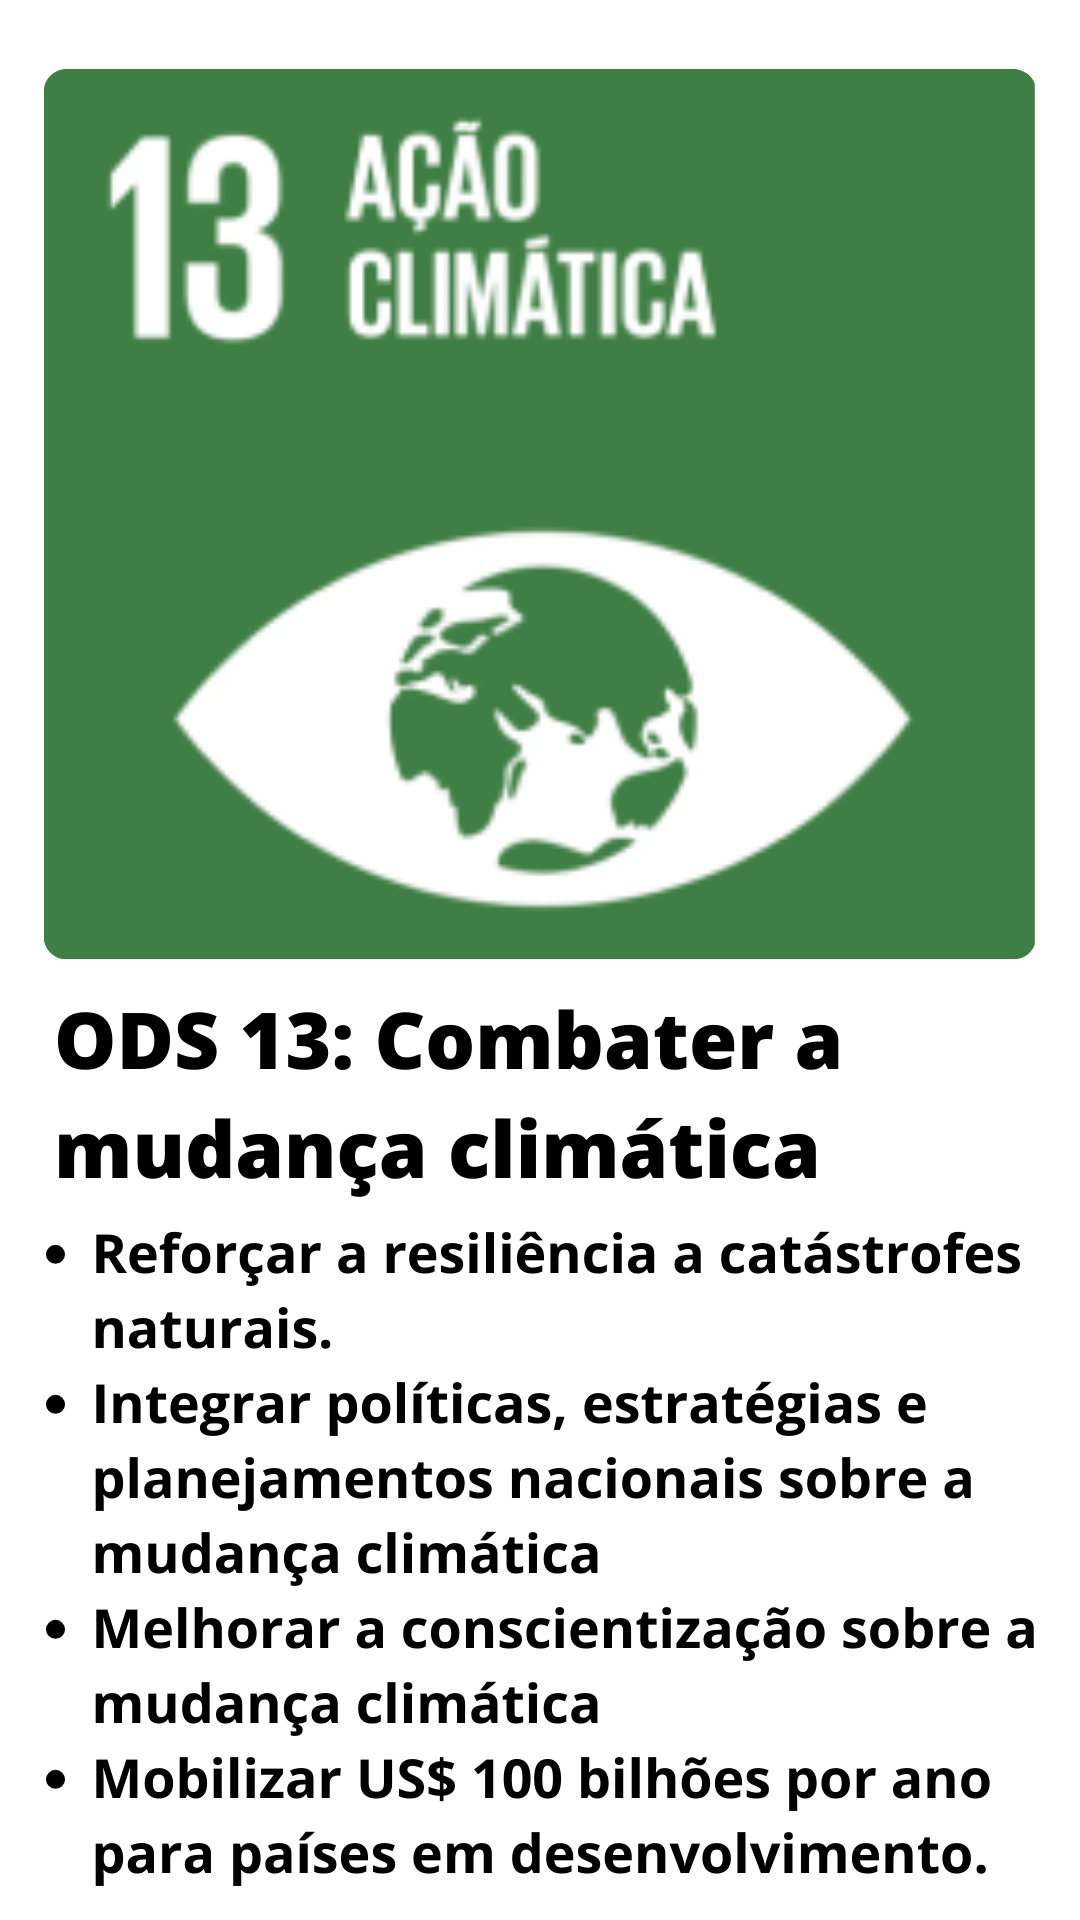 13 AÇÃO
CLIMÁTICA
ODS 13: Combater a
mudança climática
• Reforçar a resiliência a catástrofes
naturais.
• Integrar políticas, estratégias e
planejamentos nacionais sobre a
mudança climática
• Melhorar a conscientização sobre a
mudança climática
• Mobilizar US$ 100 bilhões por ano
para países em desenvolvimento.